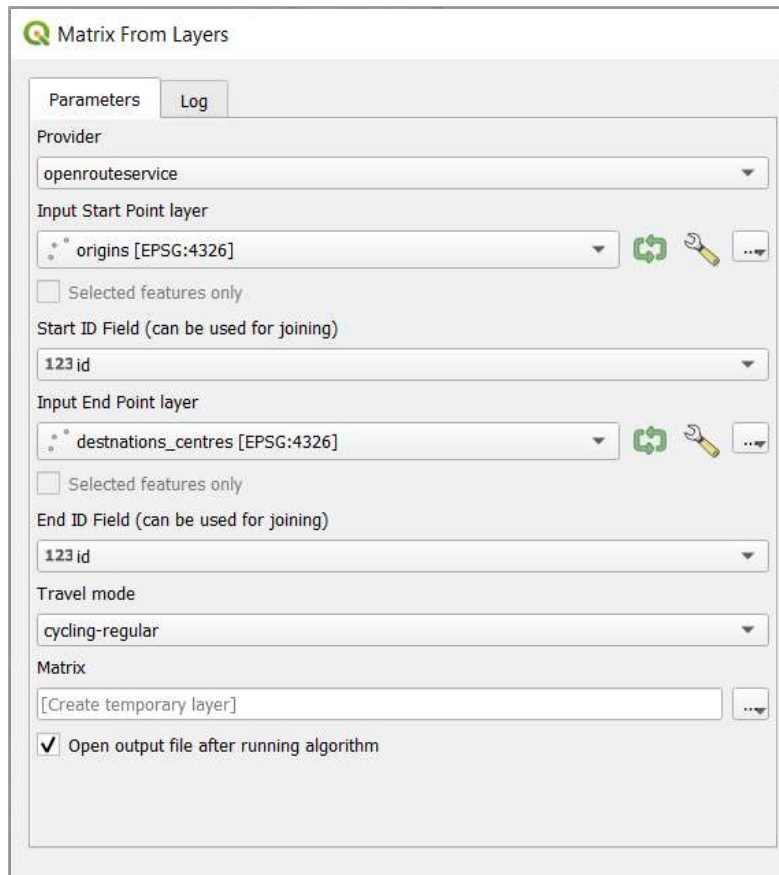 Matrix From Layers
Parameters Log
Provider
openrouteservice
Input Start Point layer
origins [EPSG:4326]
...
Selected features only
Start ID Field (can be used for joining)
123 id
Input End Point layer
destnations_centres [EPSG:4326]
...
Selected features only
End ID Field (can be used for joining)
123 id
Travel mode
cycling-regular
Matrix
[Create temporary layer]
...
Open output file after running algorithm